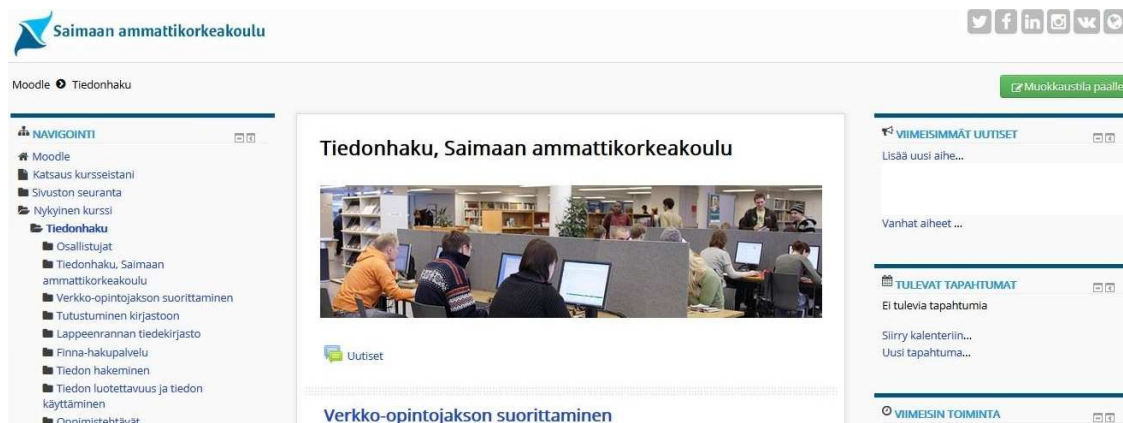 Saimaan ammattikorkeakoulu
Moodle Tiedonhaku
Muokkaustila päälle
NAVIGOINTI
Moodle
Katsaus kursseistani
Sivuston seuranta
Nykyinen kurssi
Tiedonhaku
Osallistujat
Tiedonhaku, Saimaan
ammattikorkeakoulu
Verkko-opintojakson suorittaminen
Tutustuminen kirjastoon
Lappeenrannan tiedekirjasto
Finna-hakupalvelu
Tiedon hakeminen
Tiedon luotettavuus ja tiedon
käyttäminen
Oppimistehtävät
Tiedonhaku, Saimaan ammattikorkeakoulu
Uutiset
Verkko-opintojakson suorittaminen
VIIMEISIMMÄT UUTISET
Lisää uusi aihe...
Vanhat aiheet ...
TULEVAT TAPAHTUMAT
Ei tulevia tapahtumia
Siirry kalenteriin...
Uusi tapahtuma...
VIIMEISIN TOIMINTA